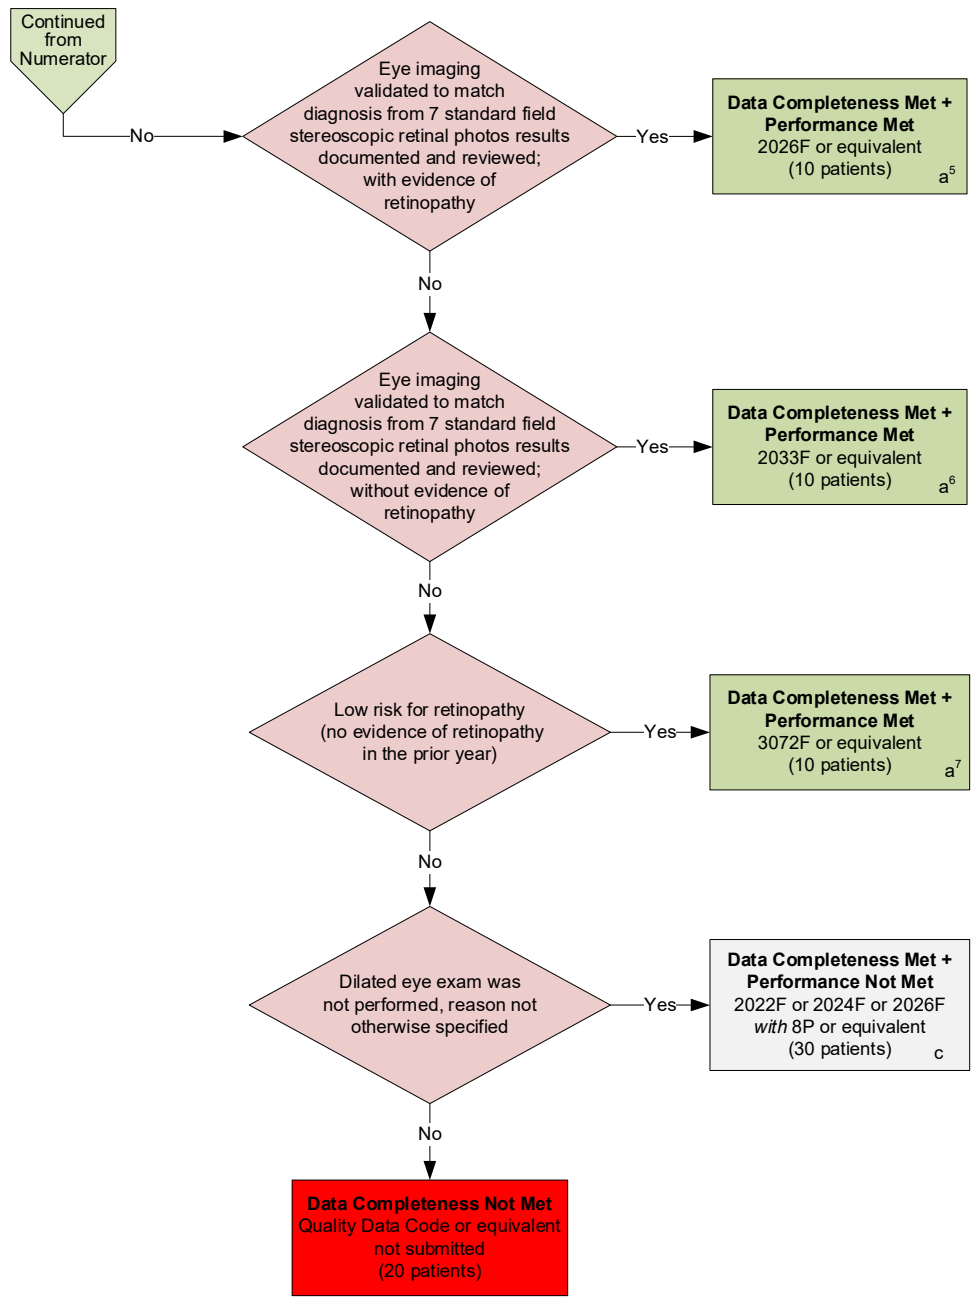 Continued
from
Numerator
No
Eye imaging
validated to match
diagnosis from 7 standard field
stereoscopic retinal photos results
documented and reviewed;
with evidence of
retinopathy
Yes
Data Completeness Met +
Performance Met
2026F or equivalent
(10 patients)
a⁵
No
Eye imaging
validated to match
diagnosis from 7 standard field
stereoscopic retinal photos results
documented and reviewed;
without evidence of
retinopathy
Yes
Data Completeness Met +
Performance Met
2033F or equivalent
(10 patients)
a⁶
No
Low risk for retinopathy
(no evidence of retinopathy
in the prior year)
Yes
Data Completeness Met +
Performance Met
3072F or equivalent
(10 patients)
a⁷
No
Dilated eye exam was
not performed, reason not
otherwise specified
Yes
Data Completeness Met +
Performance Not Met
2022F or 2024F or 2026F
with 8P or equivalent
(30 patients)
c
No
Data Completeness Not Met
Quality Data Code or equivalent
not submitted
(20 patients)